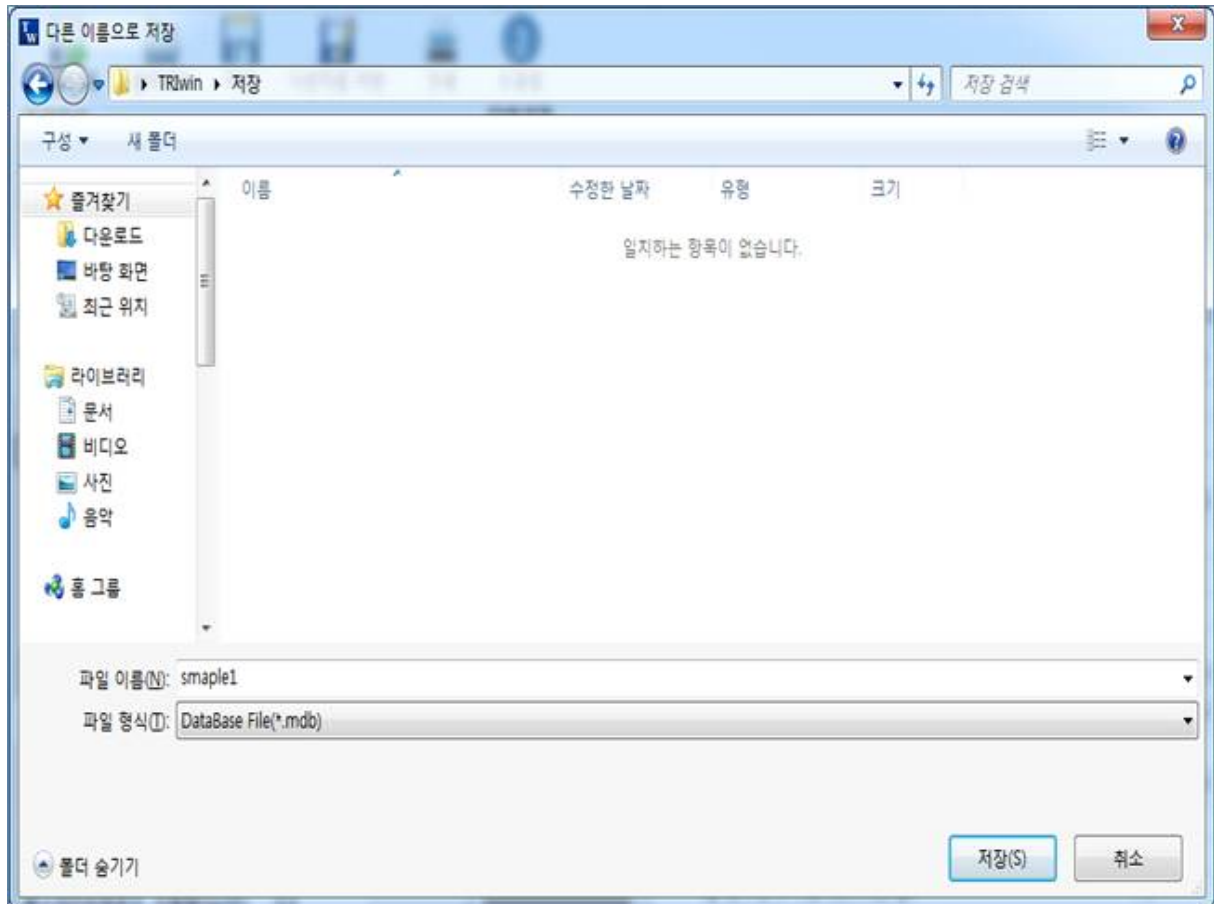 다른 이름으로 저장
TRIwin 저장
저장 검색
구성 새 폴더
이름 수정한 날짜 유형 크기
일치하는 항목이 없습니다.
즐겨찾기
다운로드
바탕 화면
최근 위치
라이브러리
문서
비디오
사진
음악
홈 그룹
파일 이름(N): smaple1
파일 형식(T): DataBase File(*.mdb)
폴더 숨기기
저장(S) 취소